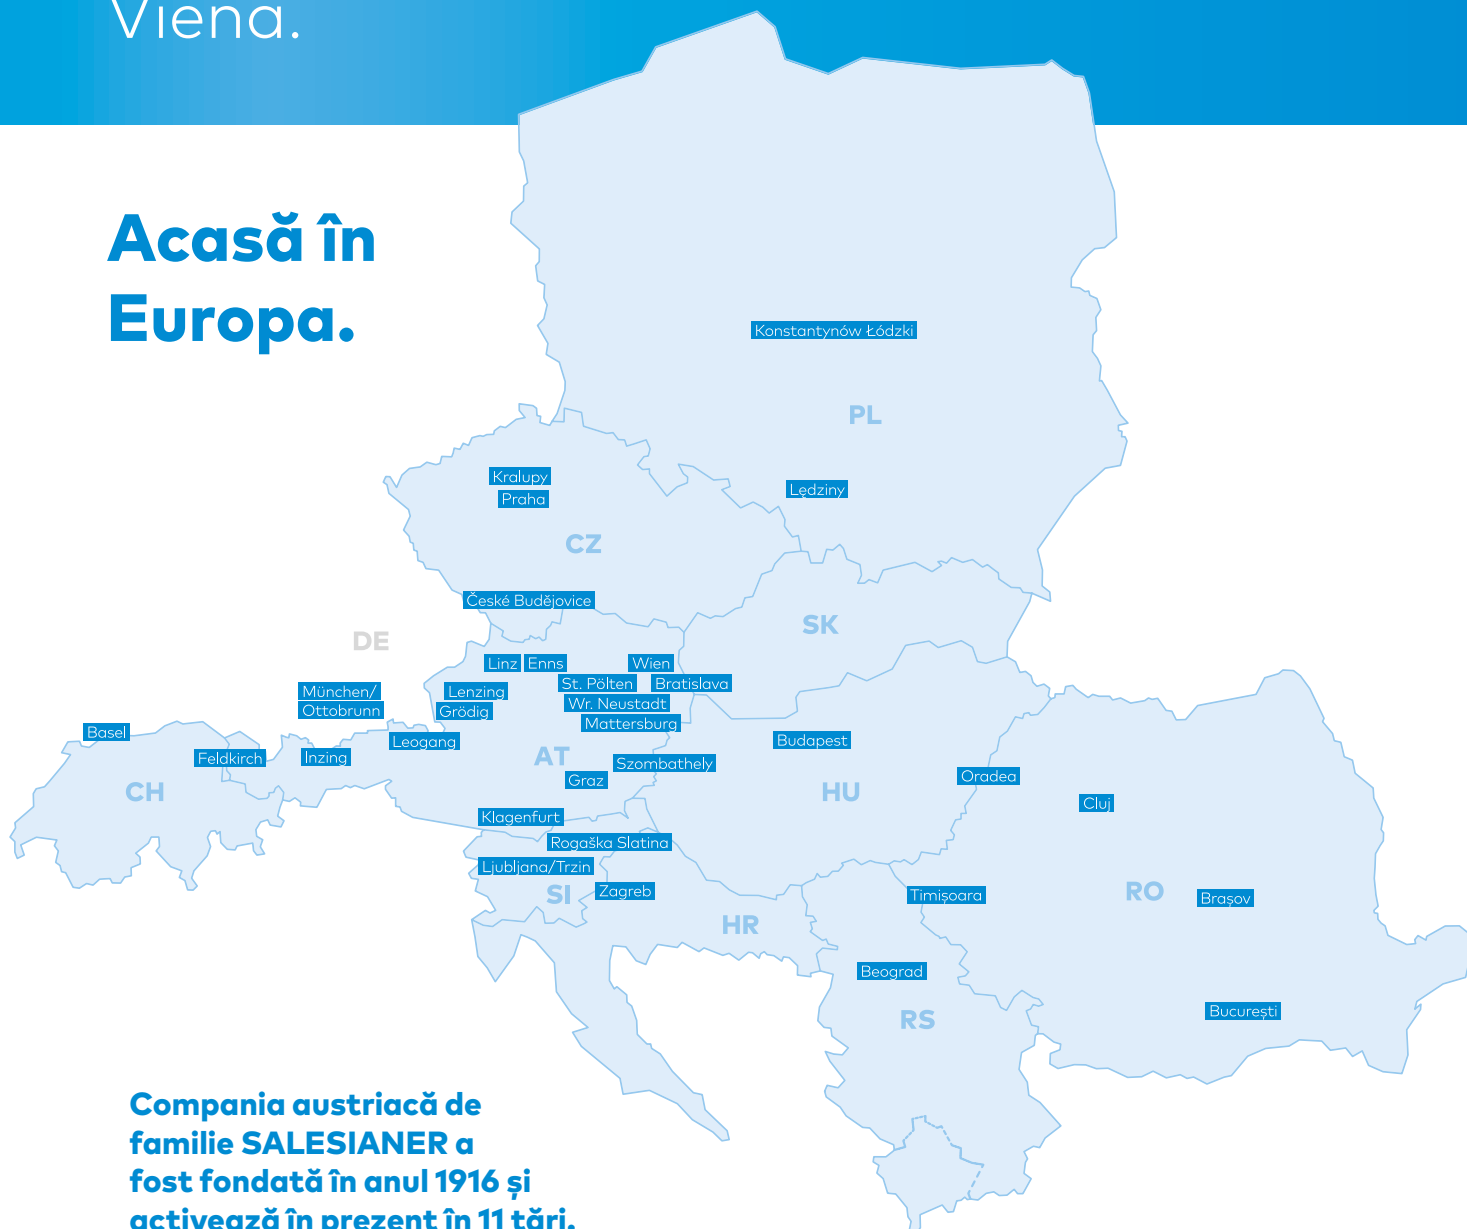 Viena.
Acasă în
Europa.
Konstantynów Łódzki
PL
Kralupy
Praha
Lędziny
CZ
České Budějovice
SK
DE
Linz
Enns
Wien
St. Pölten
Bratislava
München/
Ottobrunn
Lenzing
Grödig
Wr. Neustadt
Mattersburg
Basel
Feldkirch
Inzing
Leogang
AT
Szombathely
Budapest
Graz
CH
HU
Oradea
Cluj
Klagenfurt
Rogaška Slatina
Ljubljana/Trzin
SI
Zagreb
HR
Timișoara
RO
Brașov
Beograd
RS
București
Compania austriacă de
familie SALESIANER a
fost fondată în anul 1916 și
activează în prezent în 11 țări.